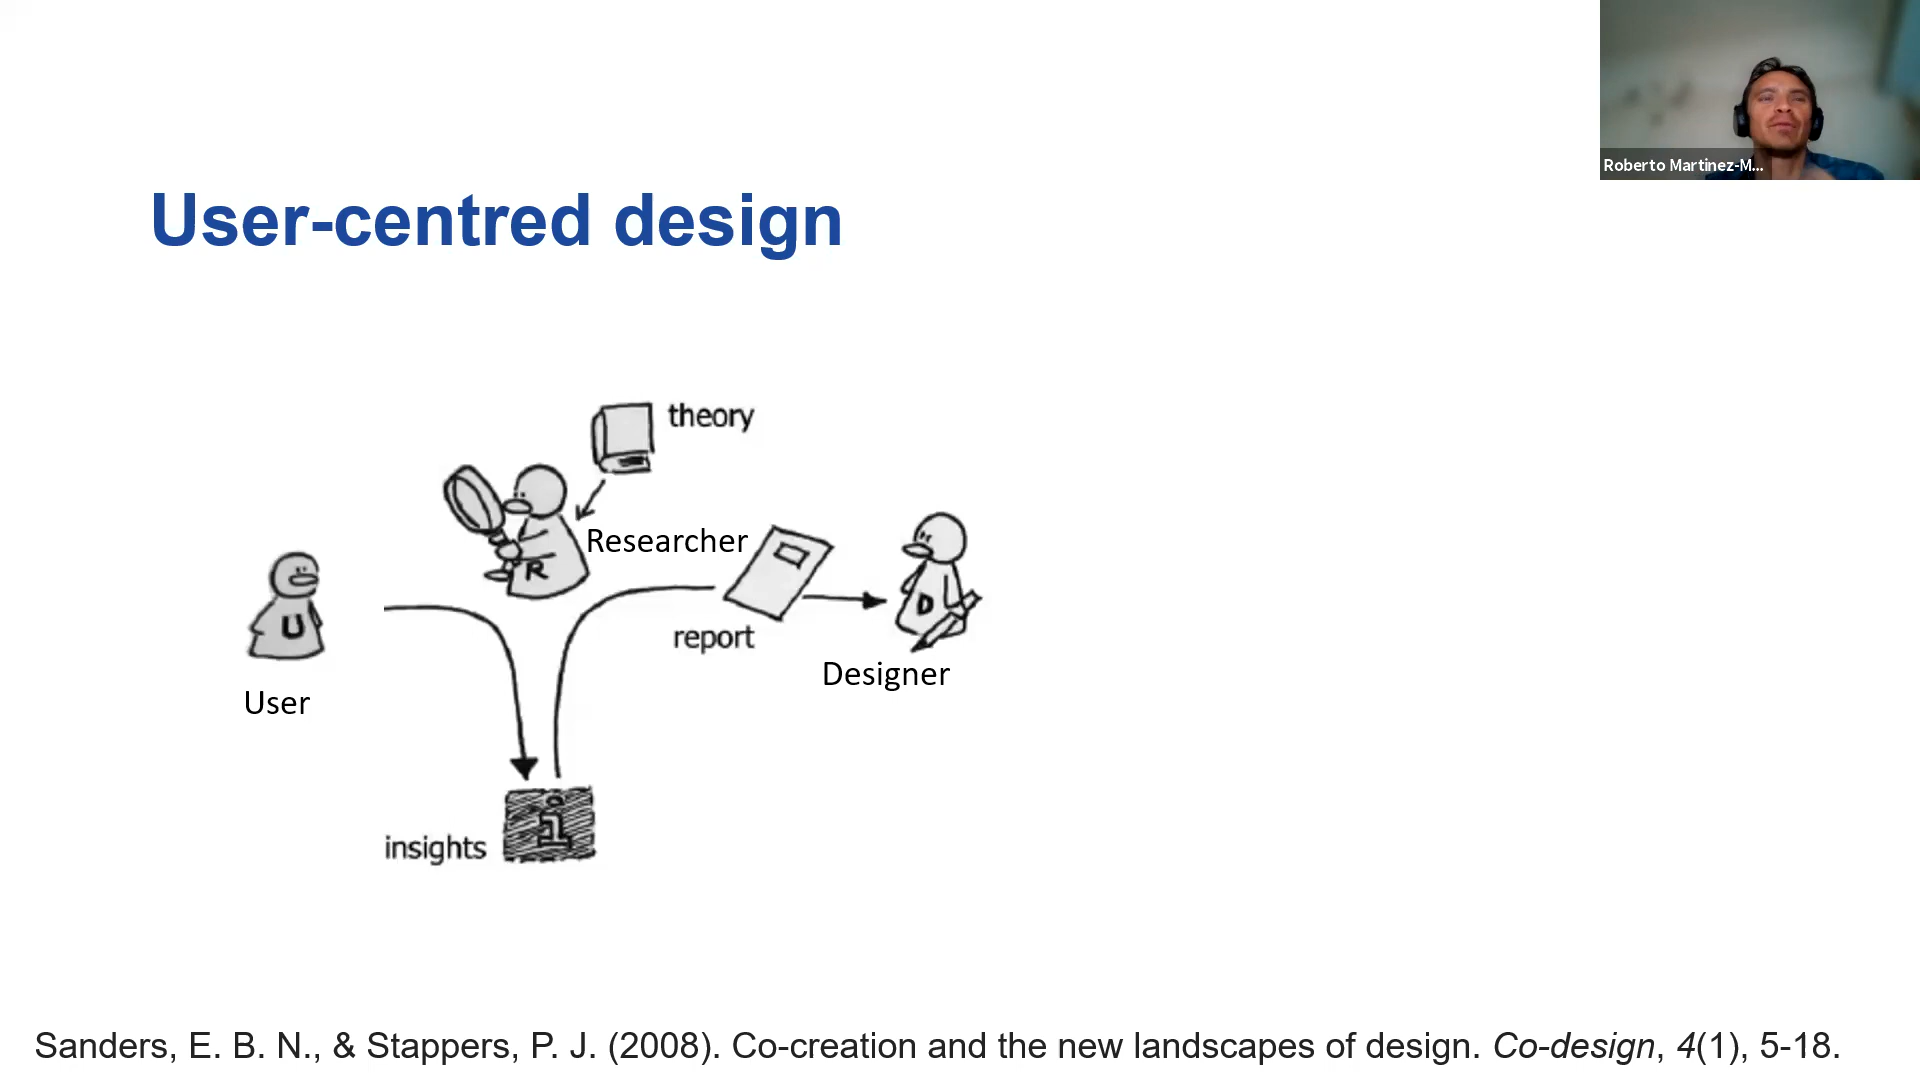 Roberto Martinez-M...
User-centred design
theory
Researcher
R
U
D
report
Designer
User
i
insights
Sanders, E. B. N., & Stappers, P. J. (2008). Co-creation and the new landscapes of design. Co-design, 4(1), 5-18.